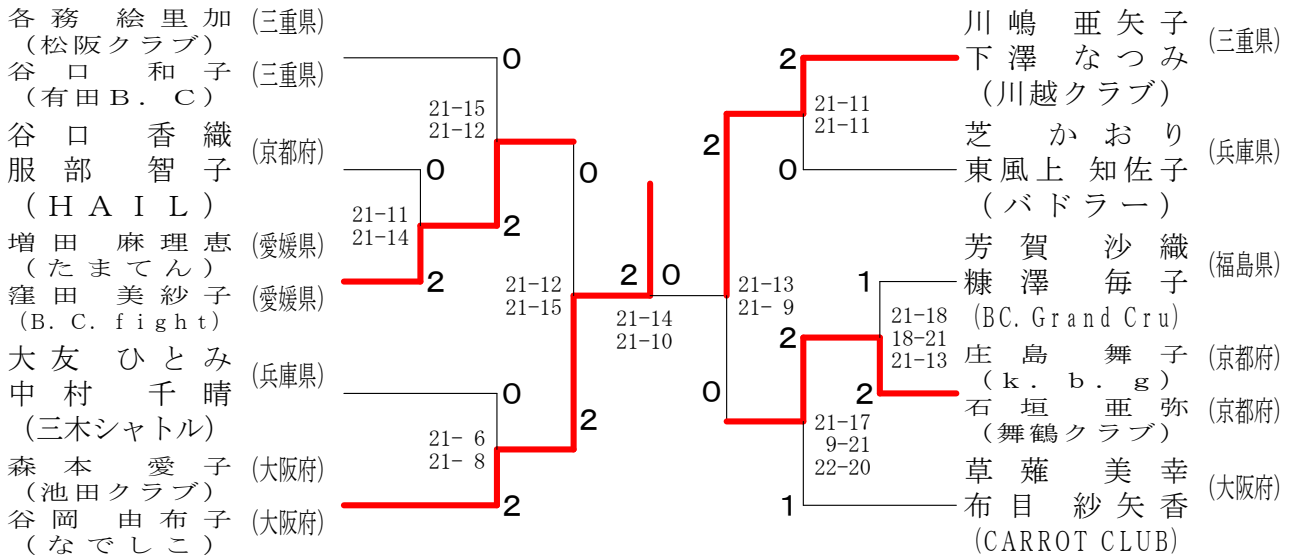 各務 絵里加 (三重県)
(松阪クラブ)
谷口 和子 (三重県)
(有田B．C)
谷口 香織
服部 智子 (京都府)
(HAIL)
増田 麻理恵 (愛媛県)
(たまてん)
窪田 美紗子 (愛媛県)
(B.C.fight)
大友 ひとみ
中村 千晴 (兵庫県)
(三木シャトル)
森本 愛子 (大阪府)
(池田クラブ)
谷岡 由布子 (大阪府)
(なでしこ)
0
21-15
21-12
0
21-11
21-14
2
2
0
21-12
21-15
0
21- 6
21- 8
2
2
2 0
21-14
21-10
2
21-11
21-11
2
0
21-13
21- 9
1
21-18
18-21
21-13
2
2
0
21-17
9-21
22-20
1
川嶋 亜矢子
下澤 なつみ (三重県)
(川越クラブ)
芝 かおり
東風上 知佐子 (兵庫県)
(バドラー)
芳賀 沙織
糠澤 毎子 (福島県)
(BC.Grand Cru)
庄島 舞子 (京都府)
(k．b．g)
石垣 亜弥 (京都府)
(舞鶴クラブ)
草薙 美幸
布目 紗矢香 (大阪府)
(CARROT CLUB)